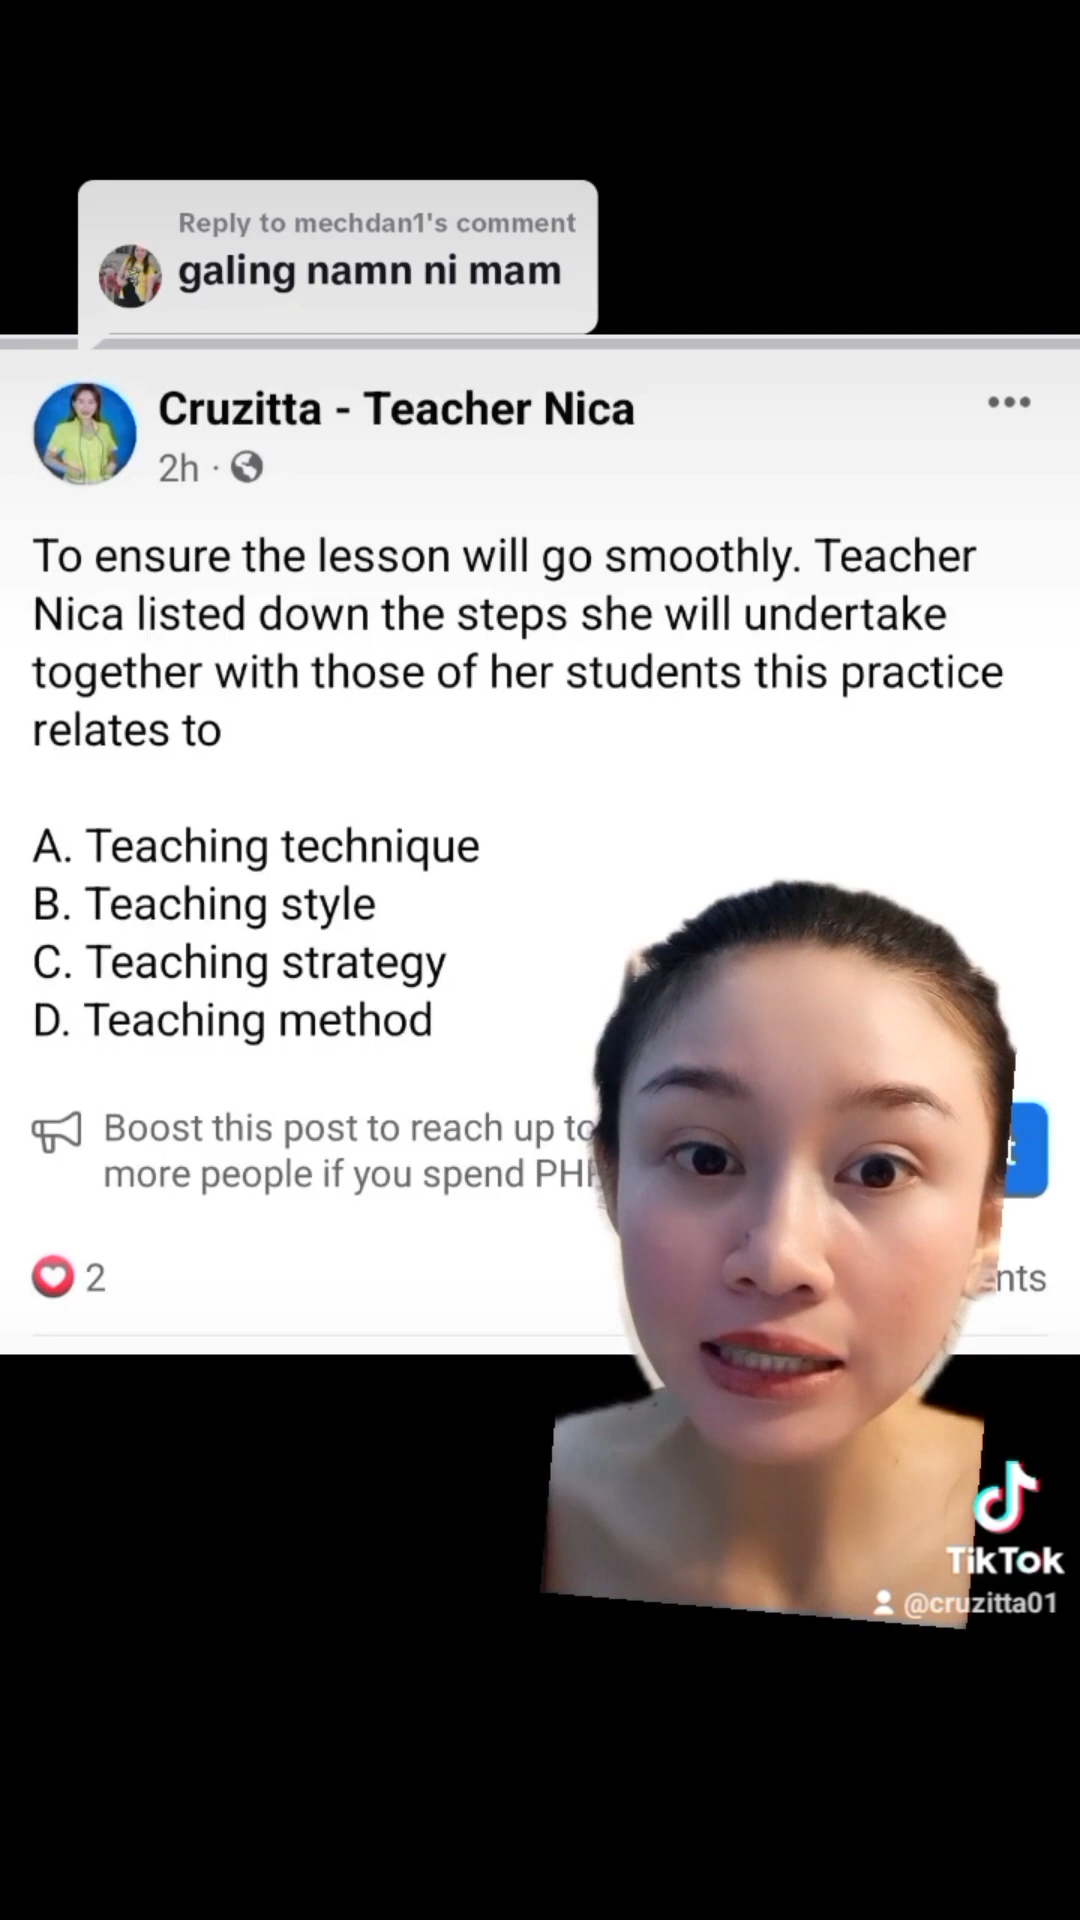 Reply to mechdan1's comment
galing namn ni mam
Cruzitta - Teacher Nica
2h ·
To ensure the lesson will go smoothly. Teacher
Nica listed down the steps she will undertake
together with those of her students this practice
relates to
A. Teaching technique
B. Teaching style
C. Teaching strategy
D. Teaching method
Boost this post to reach up to
more people if you spend
2
TikTok
@cruzitta01